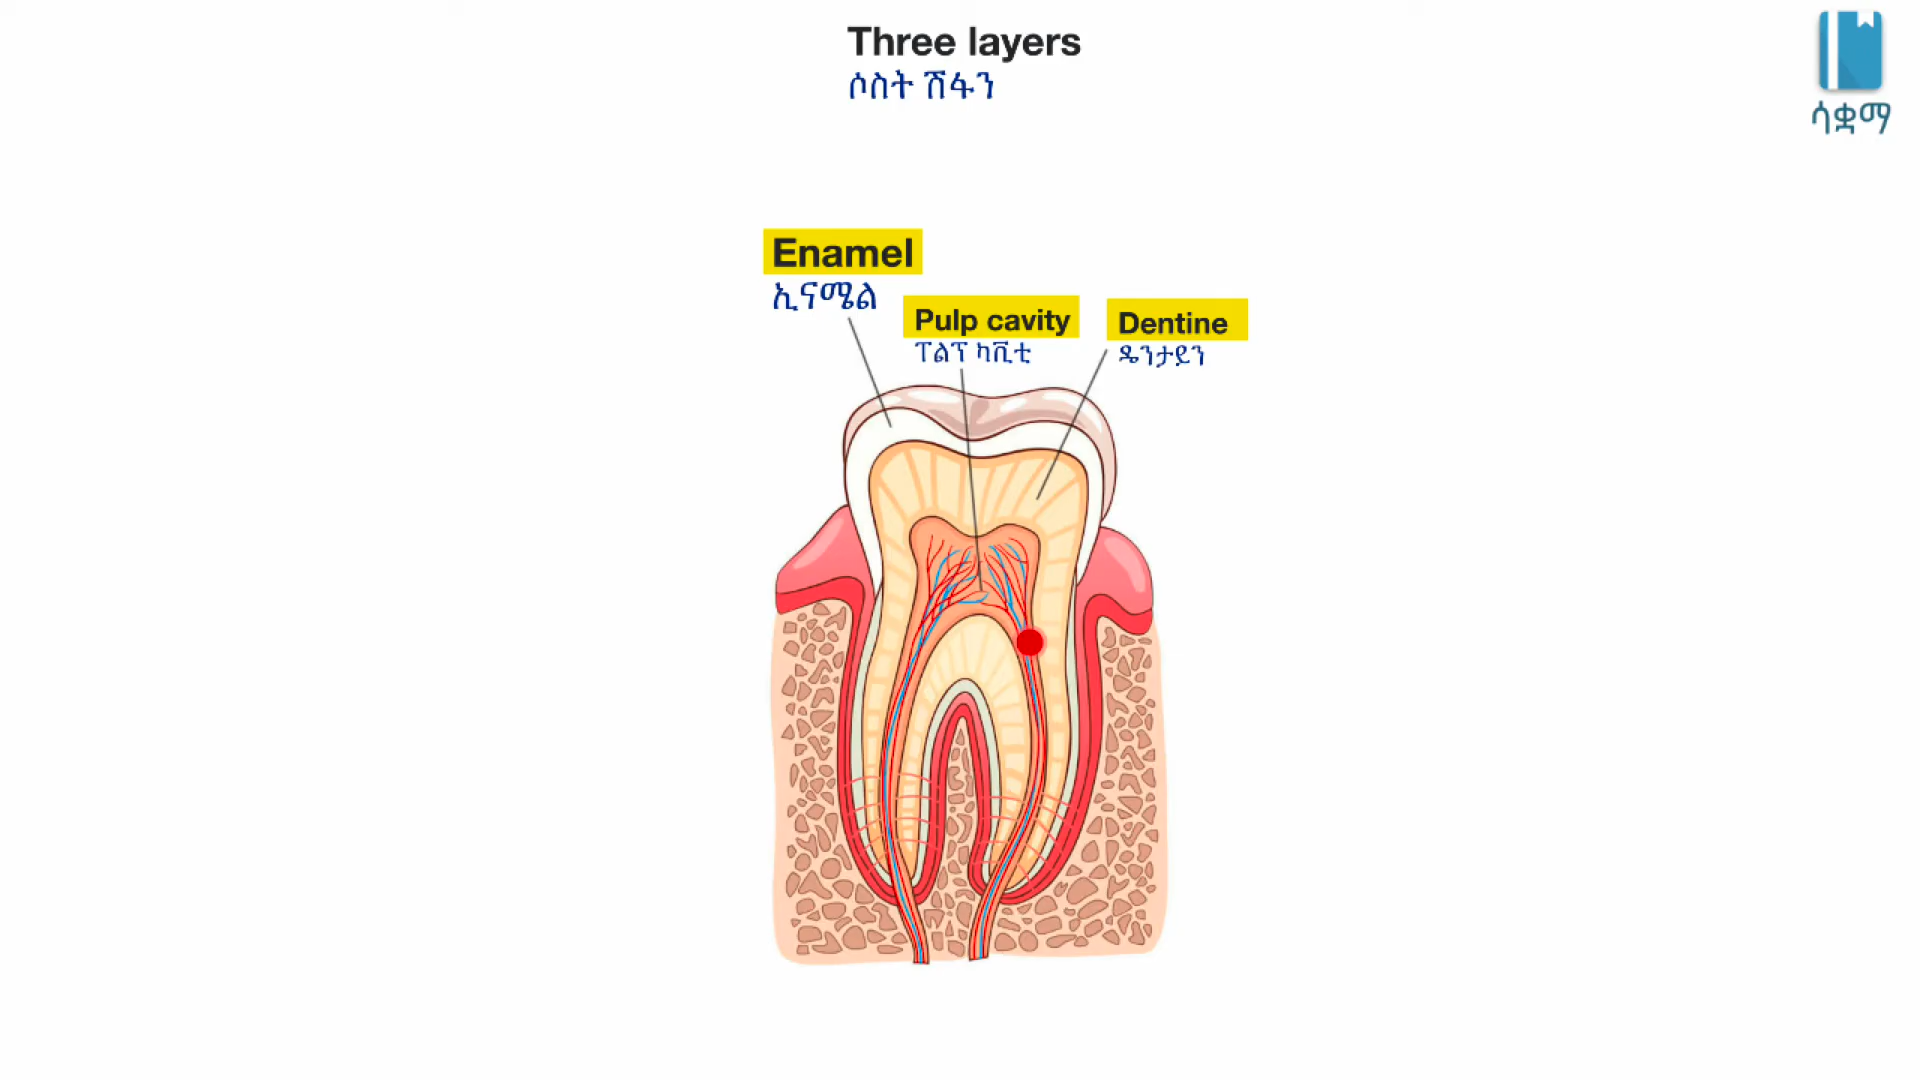 Three layers
ሶስት ሽፋን
ሳቋማ
Enamel
ኢናሜል
Pulp cavity
ፐልፕ ካቪቲ
Dentine
ዴንታይን